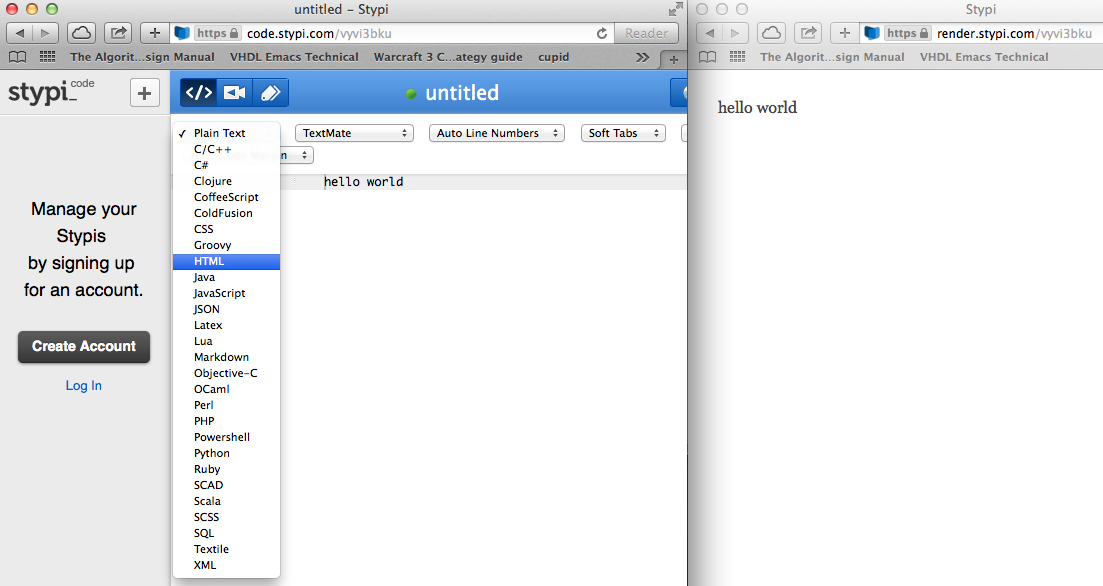 untitled – Stypi
https code.stypi.com/vyvi3bku
Reader
The Algorit...sign Manual VHDL Emacs Technical Warcraft 3 C...ategy guide cupid
stypi_ code
</> untitled
✓ Plain Text TextMate Auto Line Numbers Soft Tabs
C/C++
C#
Clojure
CoffeeScript
ColdFusion
CSS
Groovy
HTML
Java
JavaScript
JSON
Latex
Lua
Markdown
Objective-C
OCaml
Perl
PHP
Powershell
Python
Ruby
SCAD
Scala
SCSS
SQL
Textile
XML
hello world
Manage your
Stypis
by signing up
for an account.
Create Account
Log In
Stypi
https render.stypi.com/vyvi3bku
The Algorit...sign Manual VHDL Emacs Technical
hello world